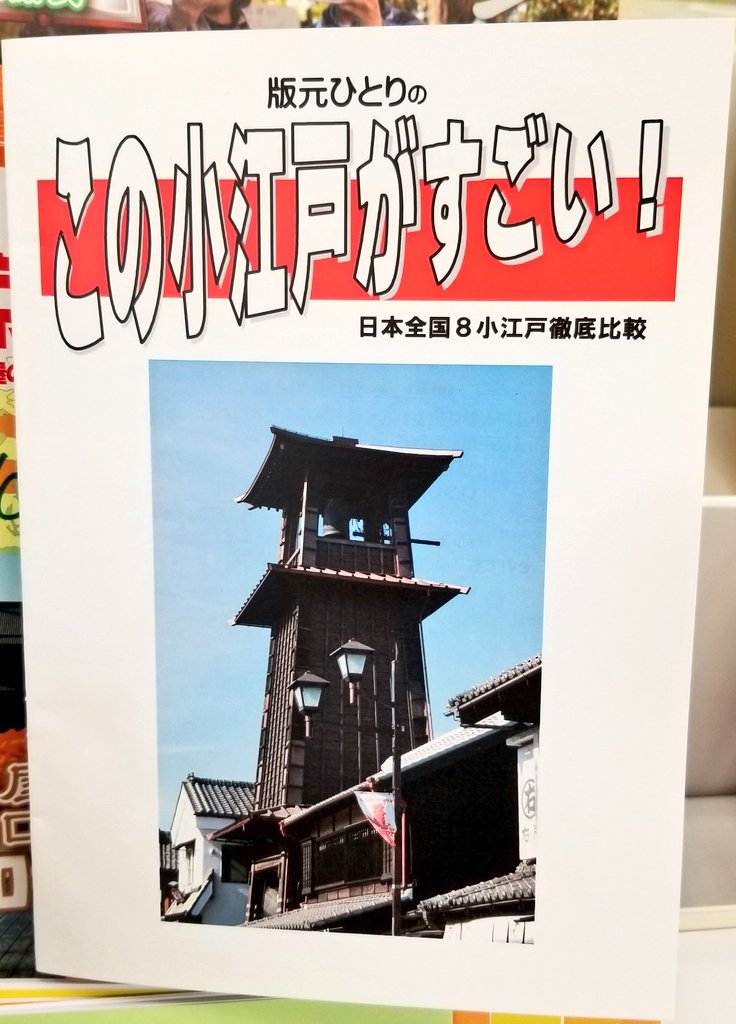 版元ひとりの
この小江戸がすごい!
日本全国8小江戸徹底比較